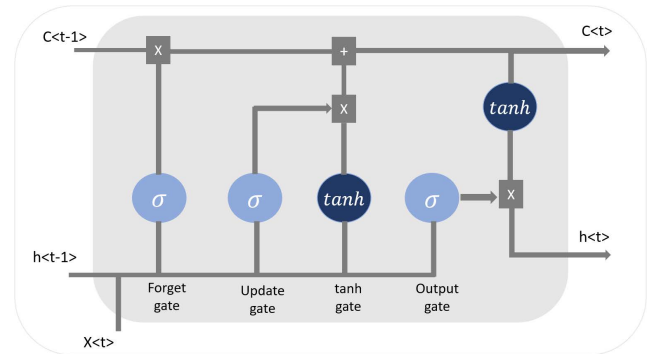 C<t-1>
C<t>
X
+
X
tanh
σ
σ
tanh
σ
X
h<t-1>
h<t>
Forget
gate
Update
gate
tanh
gate
Output
gate
X<t>